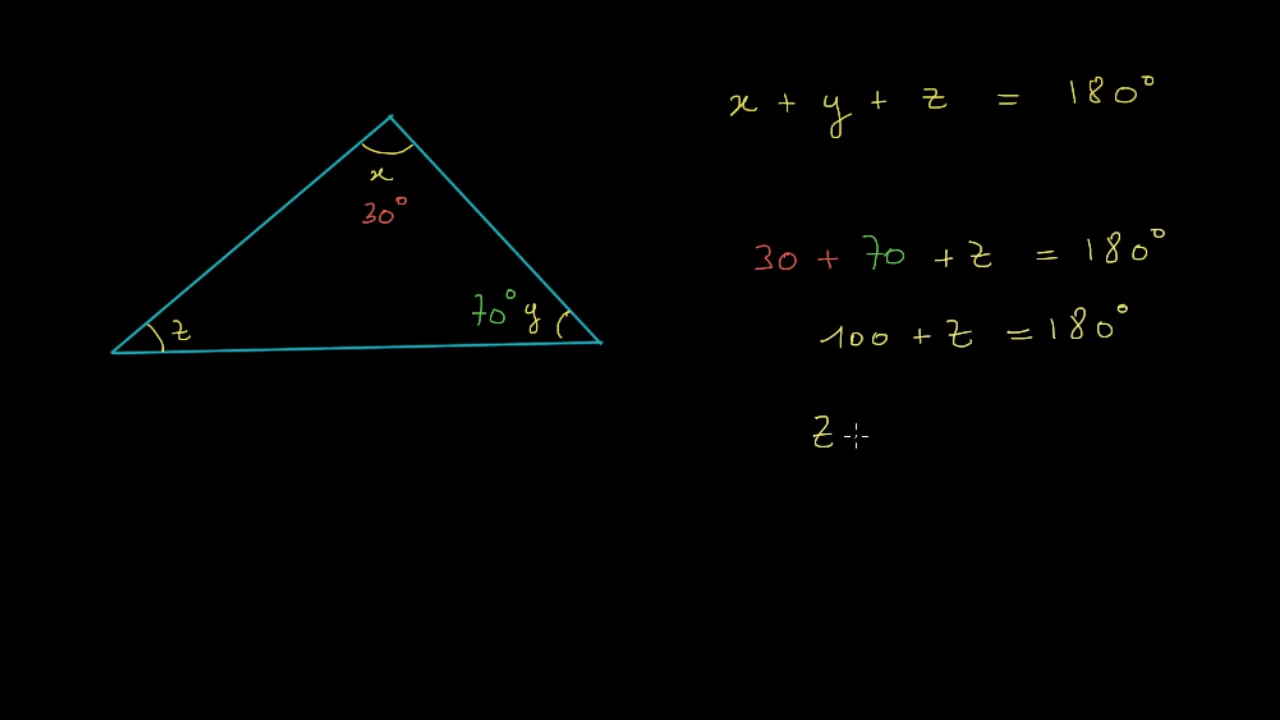 x + y + z = 180°
x
30°
30 + 70 + z = 180°
70° y
z
100 + z = 180°
z